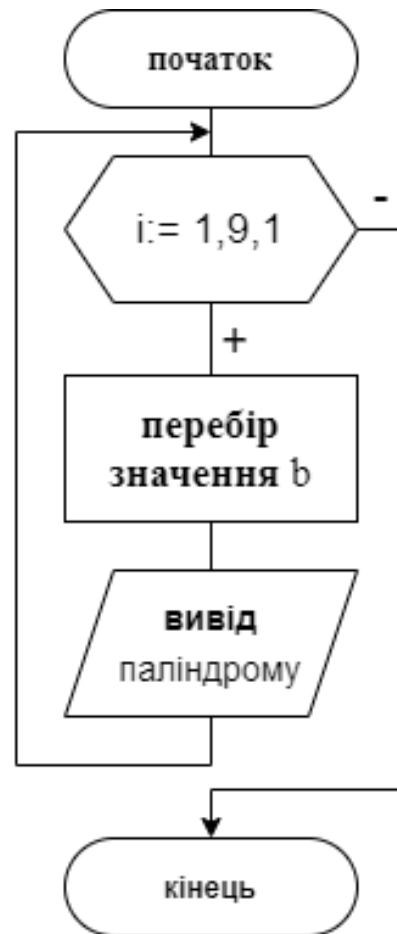 початок
i:= 1,9,1
-
+
перебір
значення b
вивід
паліндрому
кінець